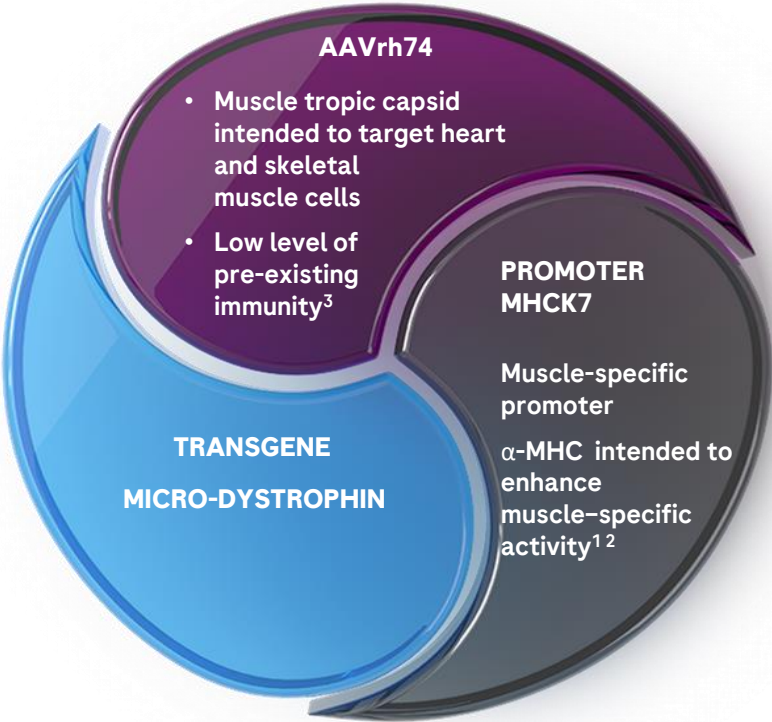 AAVrh74
• Muscle tropic capsid
intended to target heart
and skeletal
muscle cells
• Low level of
pre-existing
immunity³
PROMOTER
MHCK7
Muscle-specific
promoter
α-MHC intended to
enhance
muscle–specific
activity¹ ²
TRANSGENE
MICRO-DYSTROPHIN